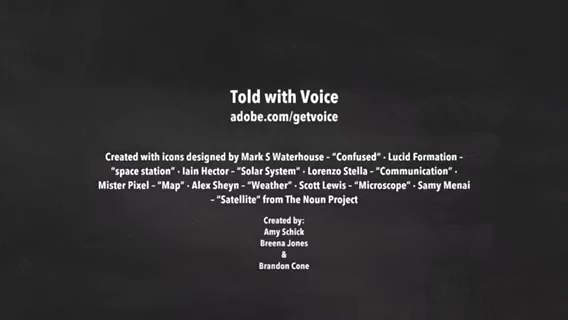 Told with Voice
adobe.com/getvoice
Created with icons designed by Mark S Waterhouse – “Confused” · Lucid Formation –
“space station” · Iain Hector – “Solar System” · Lorenzo Stella – “Communication” ·
Mister Pixel – “Map” · Alex Sheyn – “Weather” · Scott Lewis – “Microscope” · Samy Menai
– “Satellite” from The Noun Project
Created by:
Amy Schick
Breena Jones
&
Brandon Cone